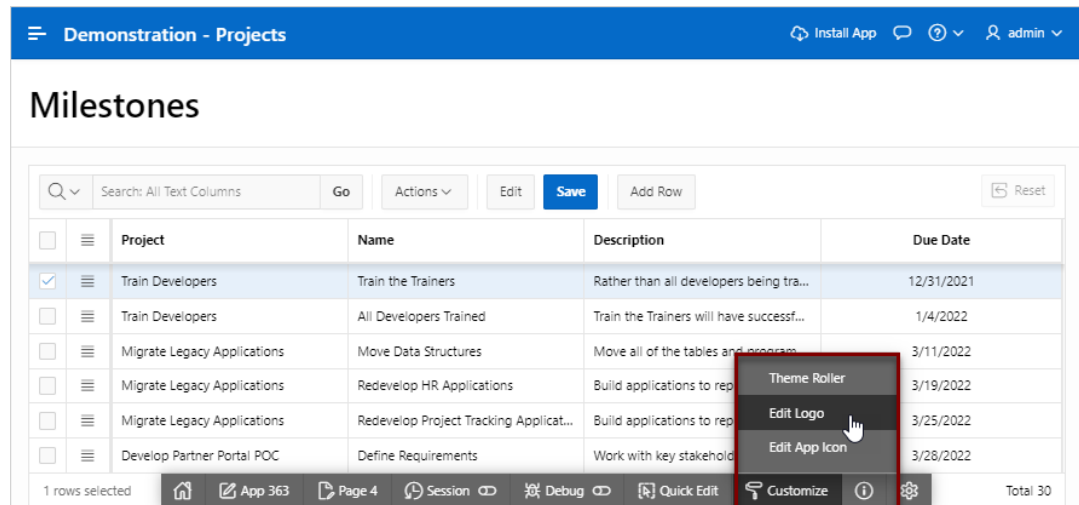 Demonstration - Projects Install App admin
Milestones
Search: All Text Columns Go Actions Edit Save Add Row Reset
Project Name Description Due Date
Train Developers Train the Trainers Rather than all developers being tra... 12/31/2021
Train Developers All Developers Trained Train the Trainers will have successf... 1/4/2022
Migrate Legacy Applications Move Data Structures Move all of the tables and program 3/11/2022
Theme Roller
Migrate Legacy Applications Redevelop HR Applications Build applications to rep 3/19/2022
Edit Logo
Migrate Legacy Applications Redevelop Project Tracking Applicat... Build applications to rep 3/25/2022
Edit App Icon
Develop Partner Portal POC Define Requirements Work with key stakehold 3/28/2022
1 rows selected App 363 Page 4 Session Debug Quick Edit Customize Total 30